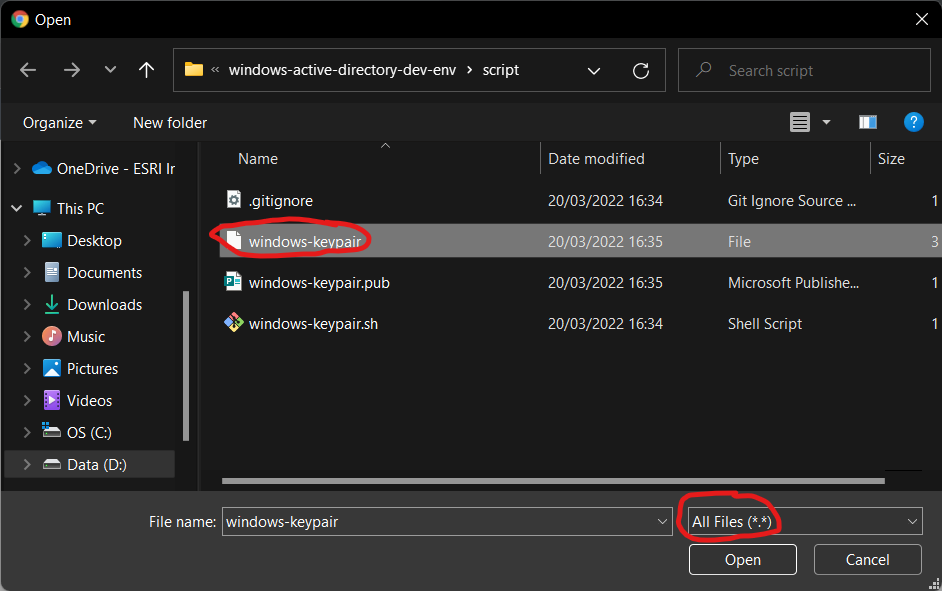 Open
« windows-active-directory-dev-env › script
Search script
Organize
New folder
?
Name
Date modified
Type
Size
.gitignore 20/03/2022 16:34 Git Ignore Source ... 1
windows-keypair 20/03/2022 16:35 File 3
windows-keypair.pub 20/03/2022 16:35 Microsoft Publishe... 1
windows-keypair.sh 20/03/2022 16:34 Shell Script 1
OneDrive - ESRI Ir
This PC
Desktop
Documents
Downloads
Music
Pictures
Videos
OS (C:)
Data (D:)
File name: windows-keypair
All Files (*.*)
Open
Cancel